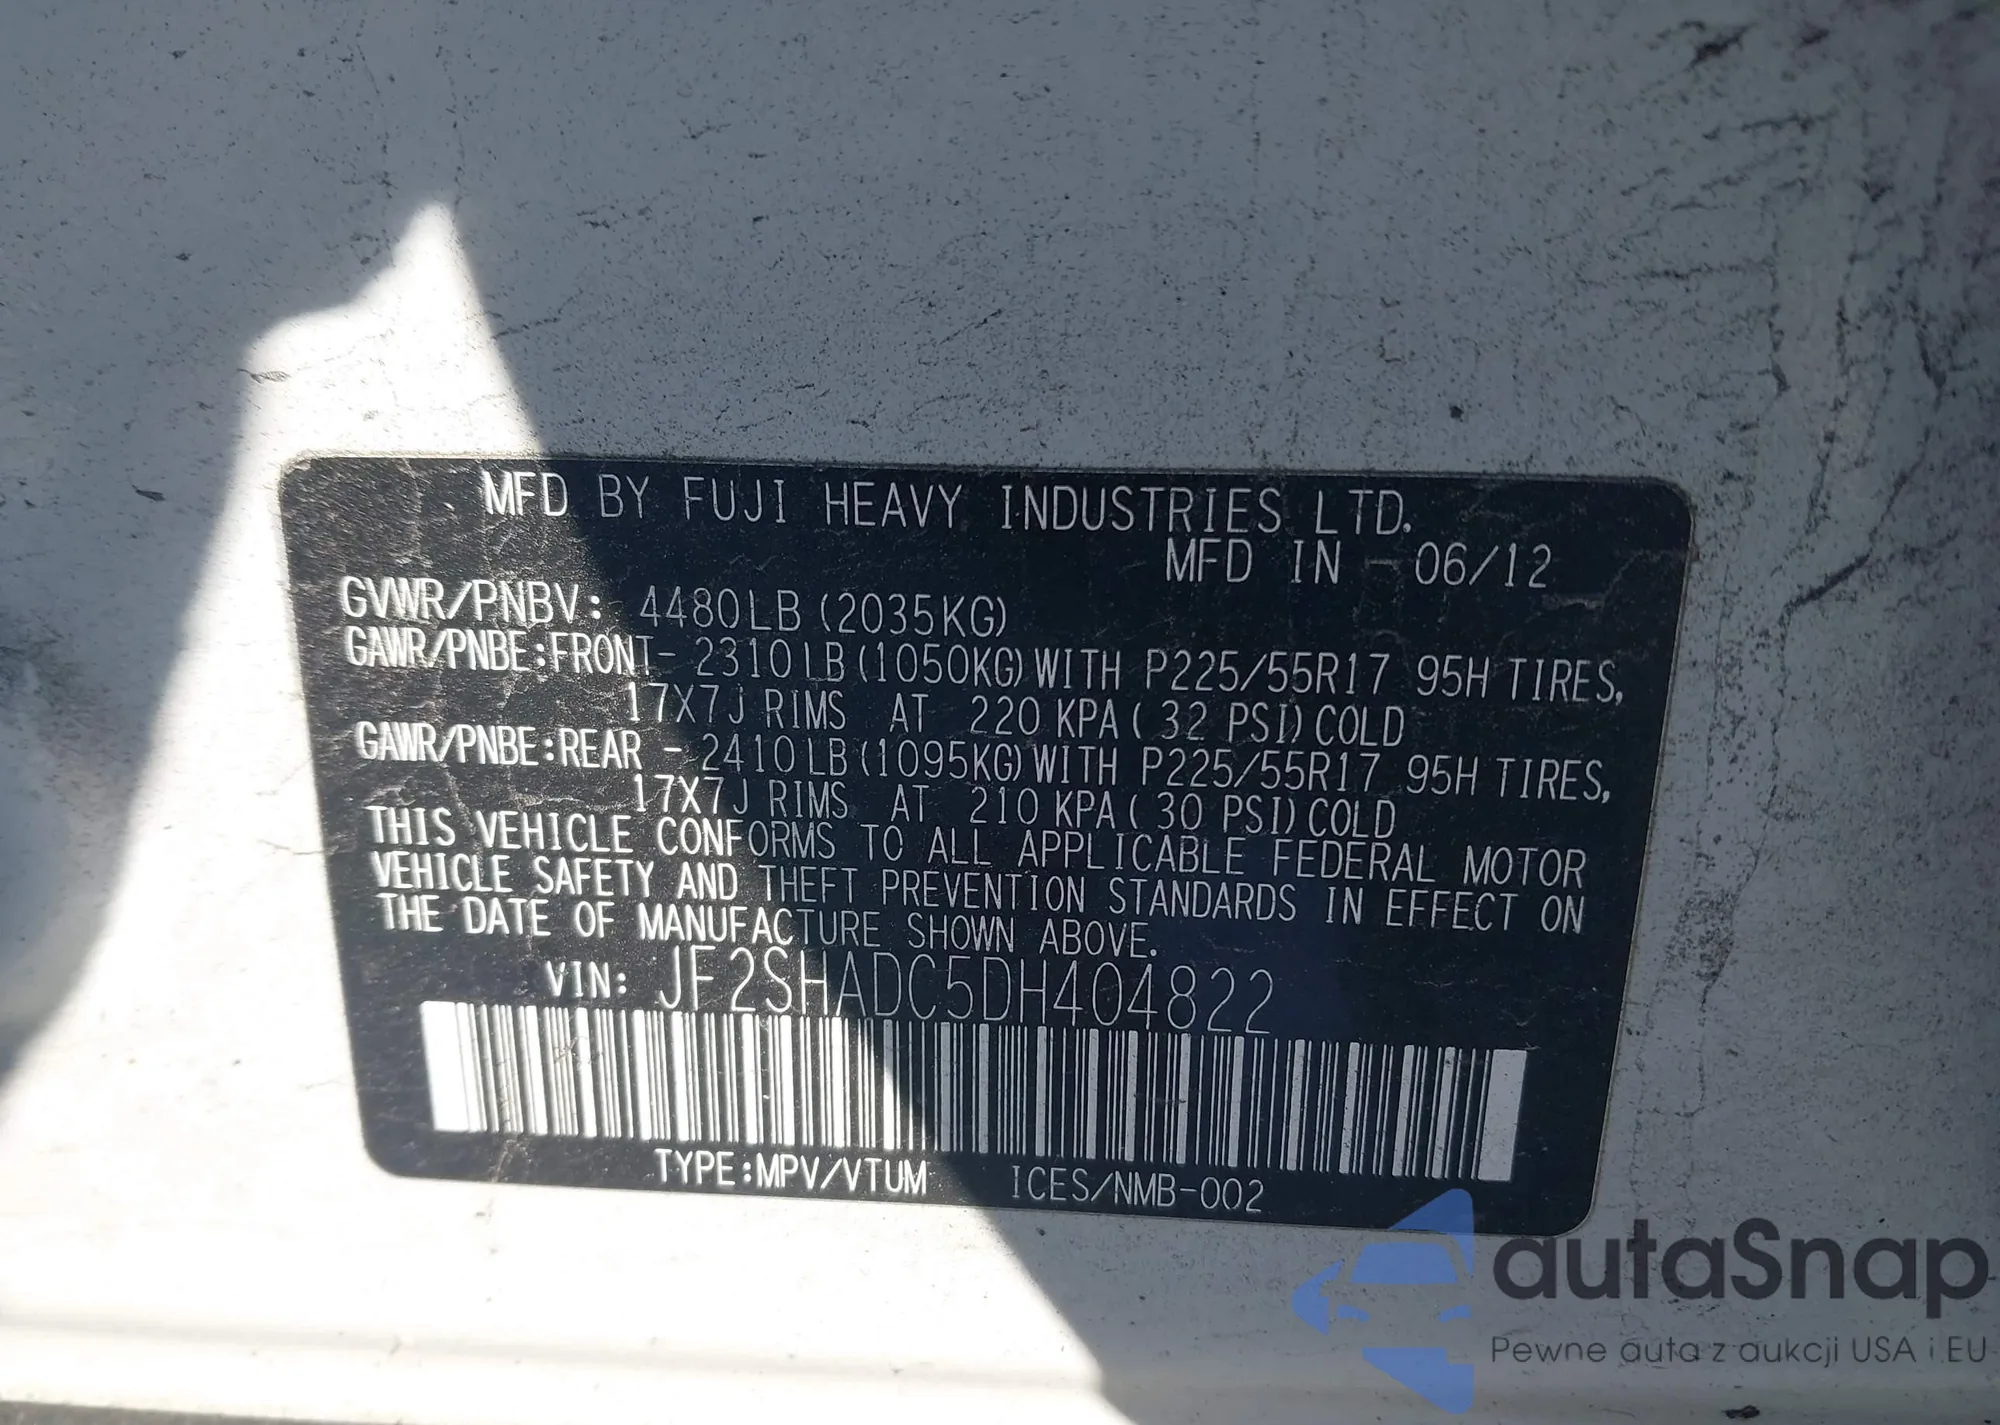 MFD BY FUJI HEAVY INDUSTRIES LTD.
MFD IN - 06/12
GVWR/PNBV: 4480LB (2035KG)
GAWR/PNBE:FRONT- 2310LB(1050KG)WITH P225/55R17 95H TIRES,
17X7J RIMS AT 220 KPA( 32 PSI)COLD
GAWR/PNBE:REAR - 2410LB(1095KG)WITH P225/55R17 95H TIRES,
17X7J RIMS AT 210 KPA( 30 PSI)COLD
THIS VEHICLE CONFORMS TO ALL APPLICABLE FEDERAL MOTOR
VEHICLE SAFETY AND THEFT PREVENTION STANDARDS IN EFFECT ON
THE DATE OF MANUFACTURE SHOWN ABOVE.
VIN: JF2SHADC5DH404822
TYPE:MPV/VTUM ICES/NMB-002
autaSnap
Pewne auta z aukcji USA i EU